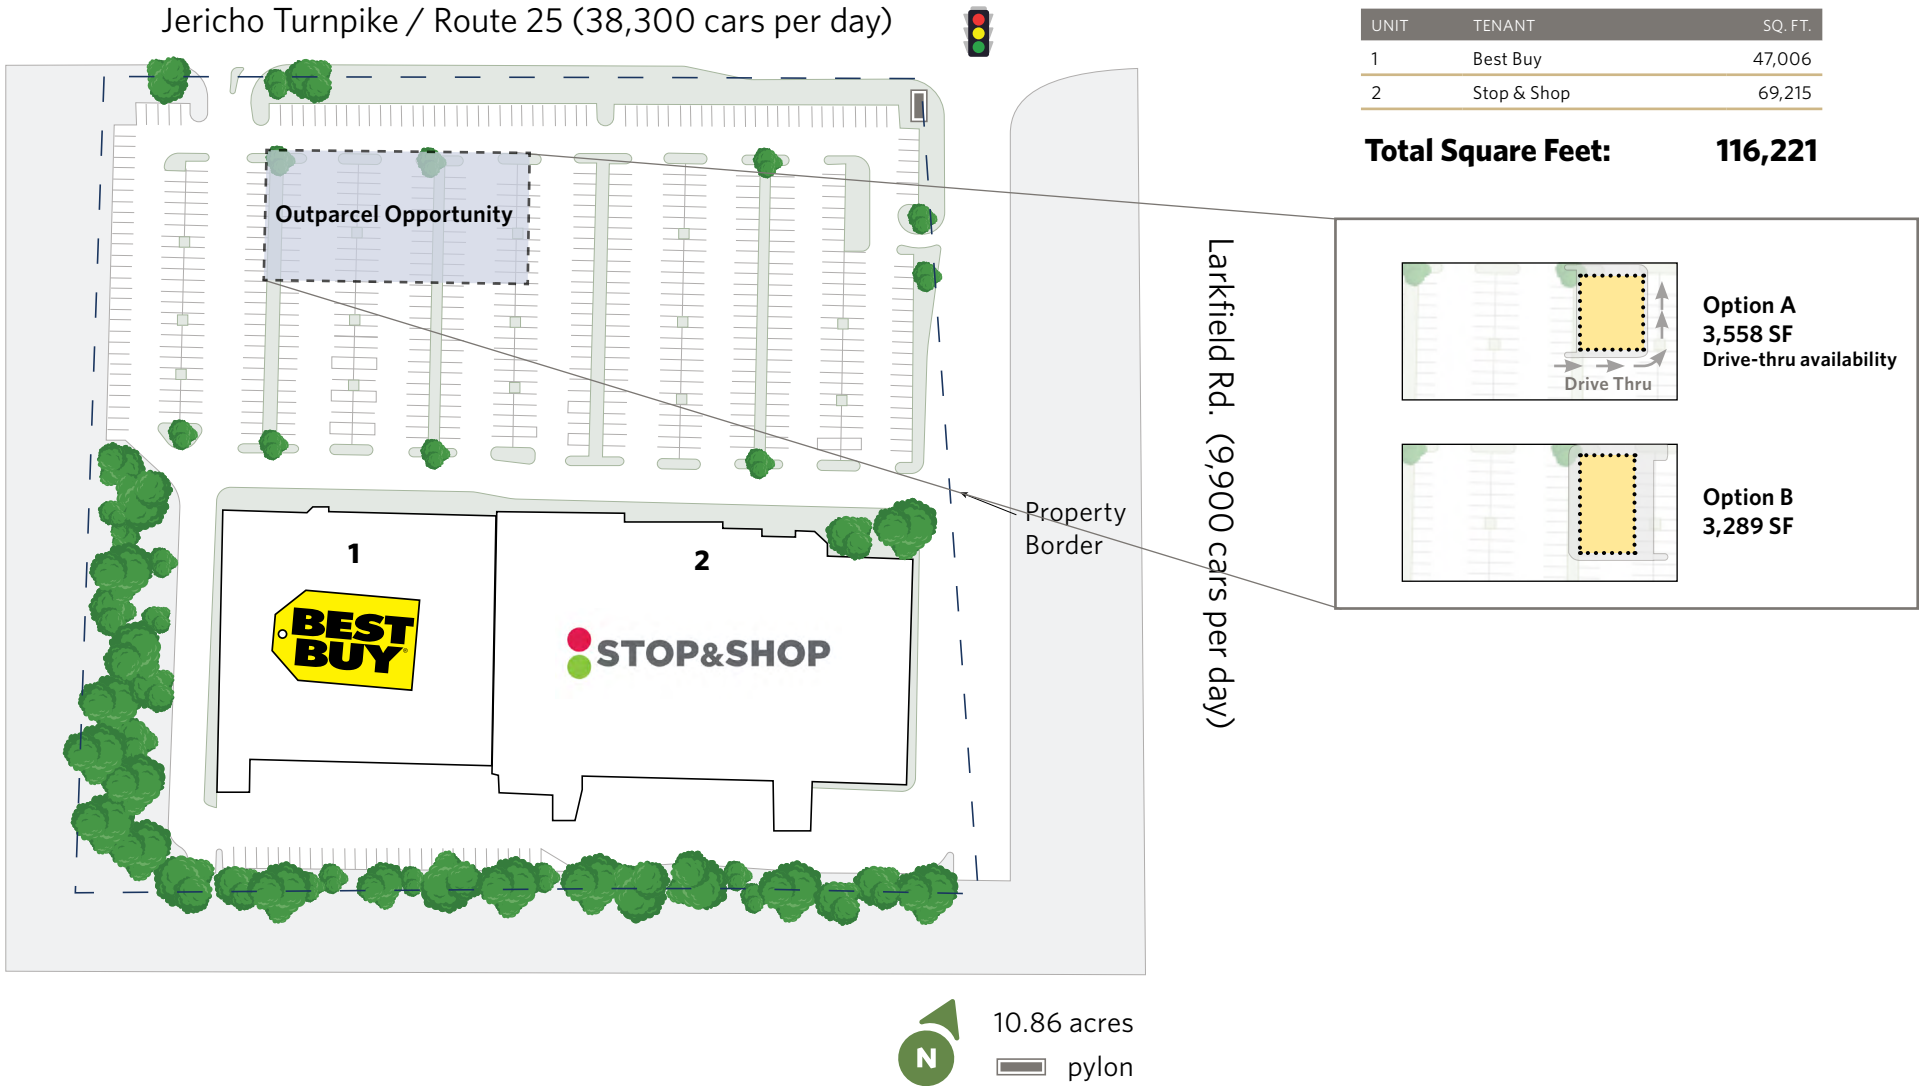 Jericho Turnpike / Route 25 (38,300 cars per day)
UNIT TENANT SQ. FT.
1 Best Buy 47,006
2 Stop & Shop 69,215
Total Square Feet: 116,221
Outparcel Opportunity
Larkfield Rd. (9,900 cars per day)
Option A
3,558 SF
Drive-thru availability
Drive Thru
Option B
3,289 SF
Property
Border
1
2
BEST
BUY
STOP&SHOP
N
10.86 acres
pylon